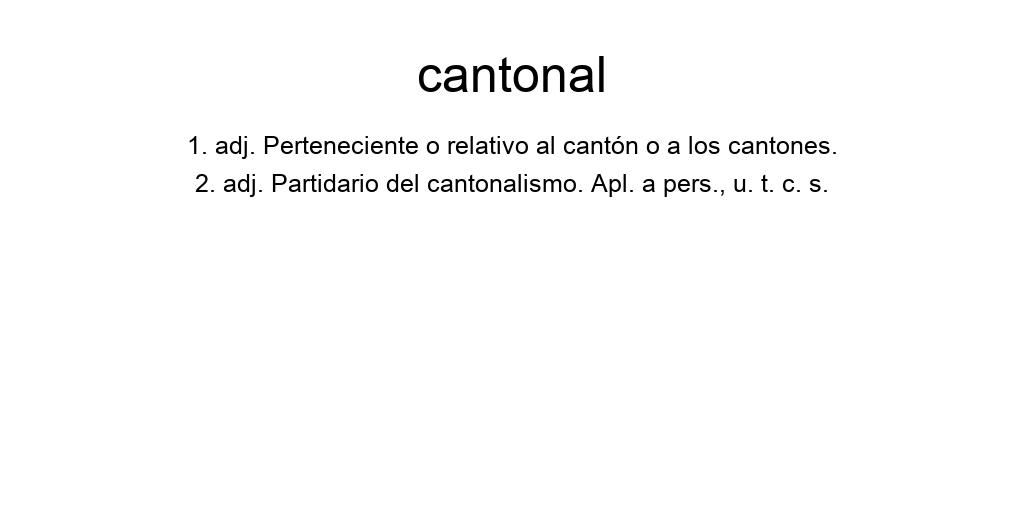 cantonal
1. adj. Perteneciente o relativo al cantón o a los cantones.
2. adj. Partidario del cantonalismo. Apl. a pers., u. t. c. s.